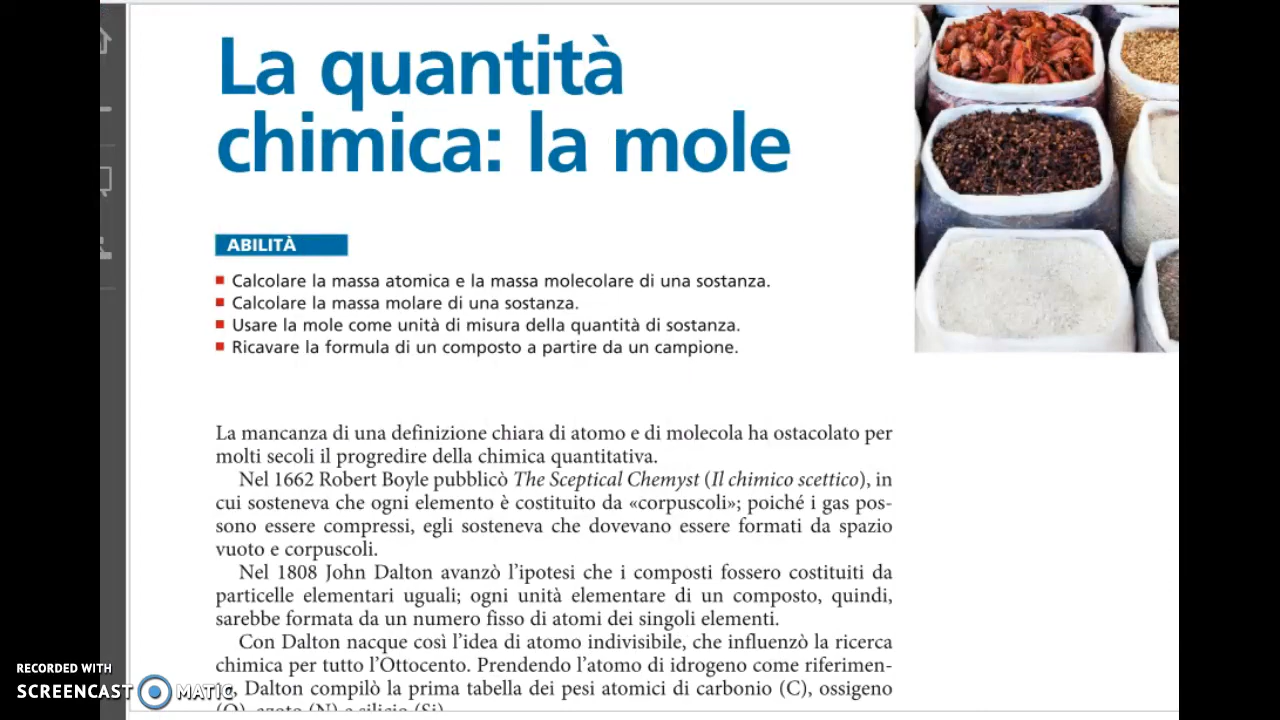 La quantità
chimica: la mole
ABILITÀ
Calcolare la massa atomica e la massa molecolare di una sostanza.
Calcolare la massa molare di una sostanza.
Usare la mole come unità di misura della quantità di sostanza.
Ricavare la formula di un composto a partire da un campione.
La mancanza di una definizione chiara di atomo e di molecola ha ostacolato per
molti secoli il progredire della chimica quantitativa.
Nel 1662 Robert Boyle pubblicò The Sceptical Chemyst (Il chimico scettico), in
cui sosteneva che ogni elemento è costituito da «corpuscoli»; poiché i gas pos-
sono essere compressi, egli sosteneva che dovevano essere formati da spazio
vuoto e corpuscoli.
Nel 1808 John Dalton avanzò l'ipotesi che i composti fossero costituiti da
particelle elementari uguali; ogni unità elementare di un composto, quindi,
sarebbe formata da un numero fisso di atomi dei singoli elementi.
Con Dalton nacque così l'idea di atomo indivisibile, che influenzò la ricerca
chimica per tutto l'Ottocento. Prendendo l'atomo di idrogeno come riferimen-
Dalton compilò la prima tabella dei pesi atomici di carbonio (C), ossigeno
(O), azoto (N) e silicio (Si)
RECORDED WITH
SCREENCAST MATIC